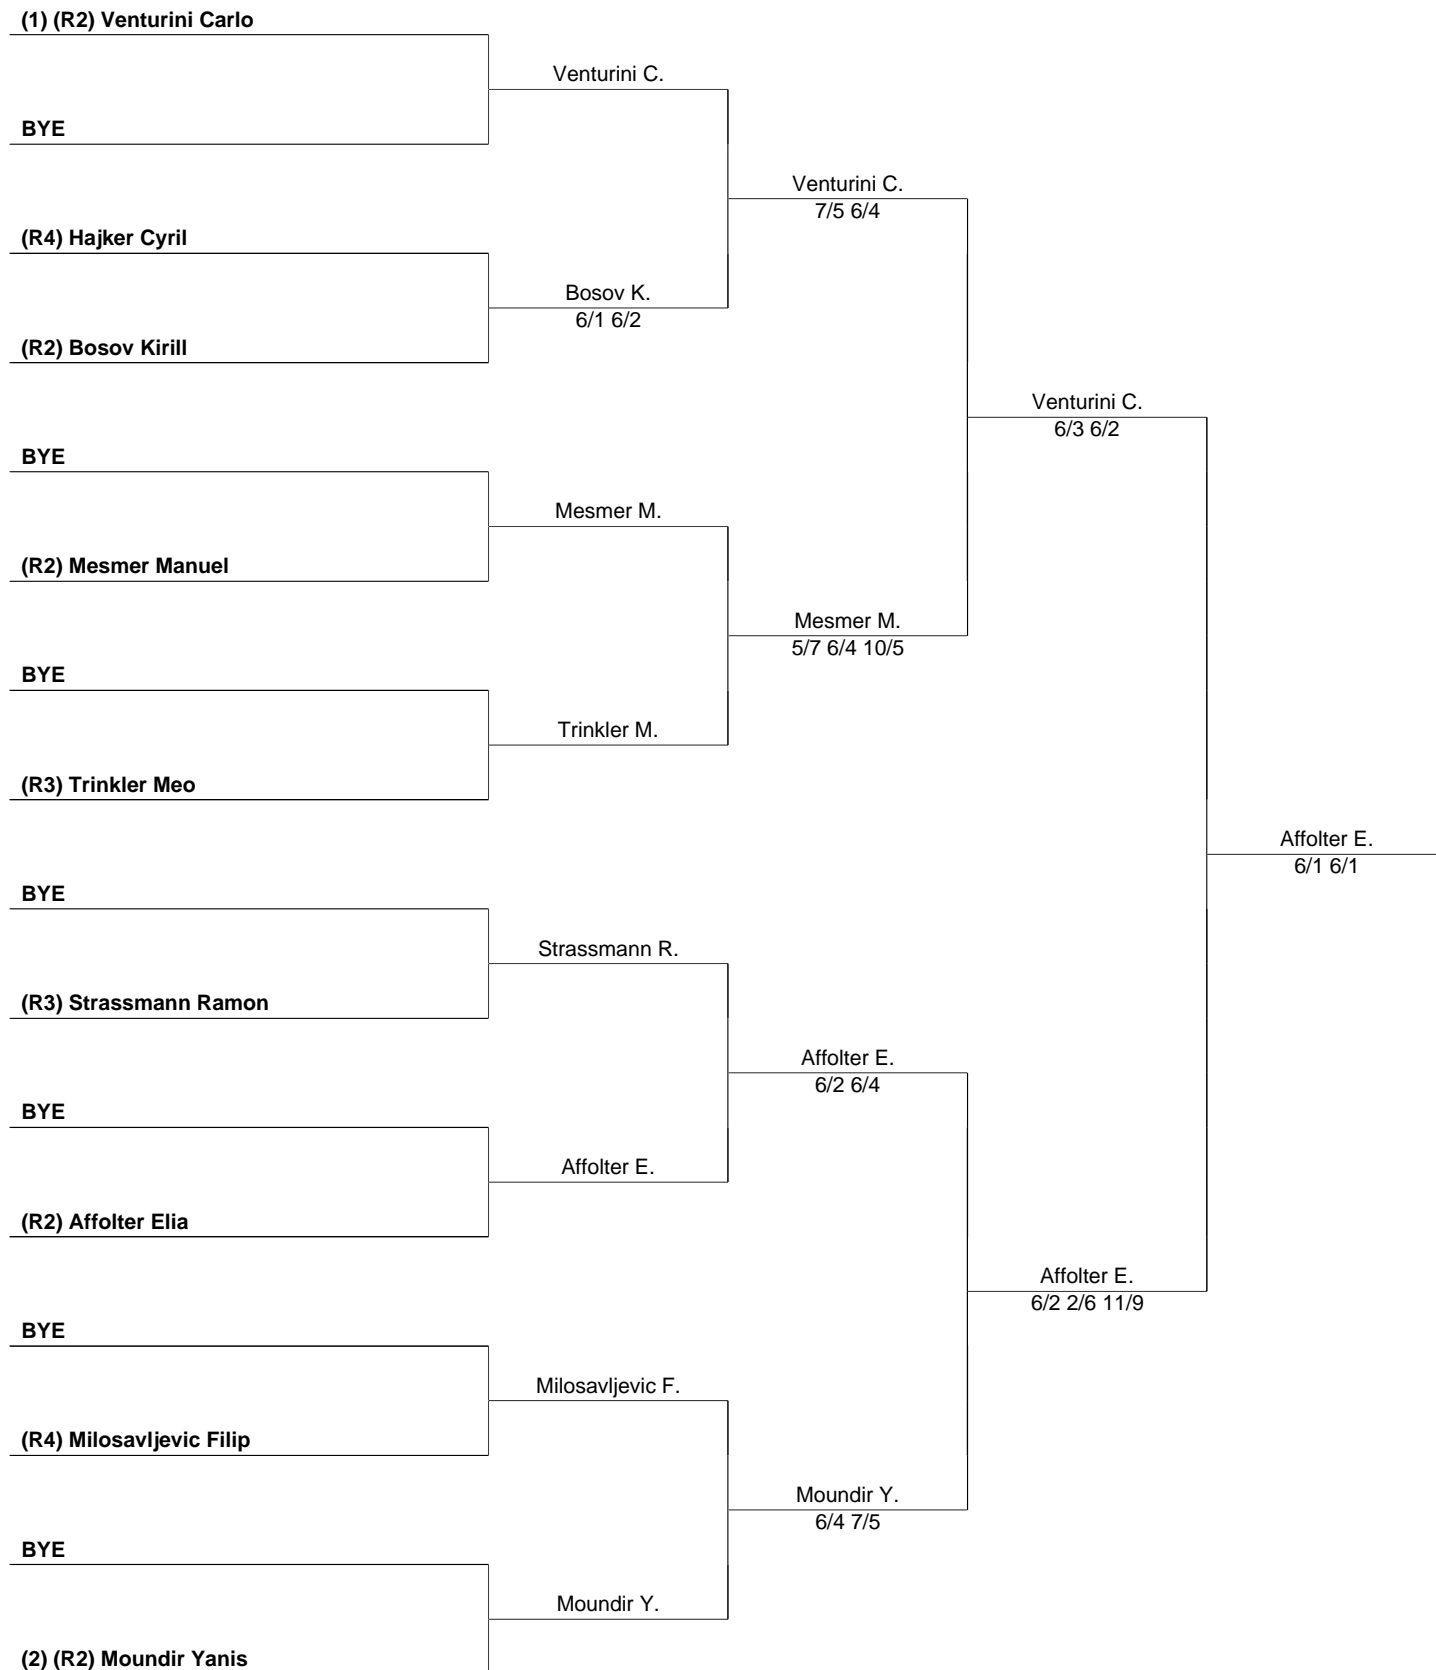 (1) (R2) Venturini Carlo
Venturini C.
BYE
Venturini C.
7/5 6/4
(R4) Hajker Cyril
Bosov K.
6/1 6/2
(R2) Bosov Kirill
Venturini C.
6/3 6/2
BYE
Mesmer M.
(R2) Mesmer Manuel
Mesmer M.
5/7 6/4 10/5
BYE
Trinkler M.
(R3) Trinkler Meo
Affolter E.
6/1 6/1
BYE
Strassmann R.
(R3) Strassmann Ramon
Affolter E.
6/2 6/4
BYE
Affolter E.
(R2) Affolter Elia
Affolter E.
6/2 2/6 11/9
BYE
Milosavljevic F.
(R4) Milosavljevic Filip
Moundir Y.
6/4 7/5
BYE
Moundir Y.
(2) (R2) Moundir Yanis